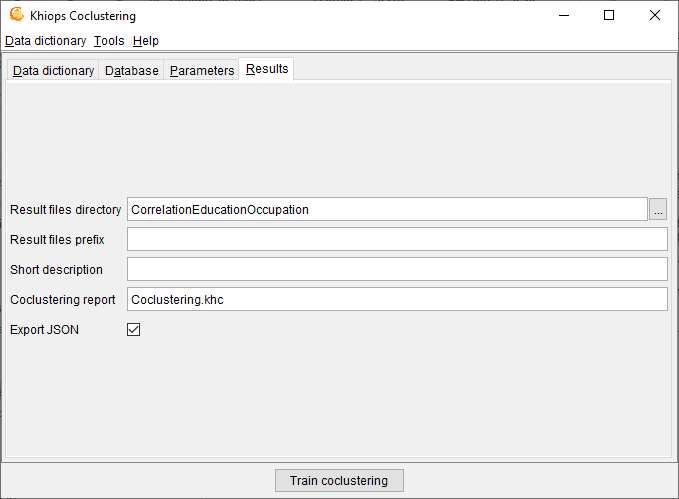 Khiops Coclustering
Data dictionary Tools Help
Data dictionary Database Parameters Results
Result files directory CorrelationEducationOccupation ...
Result files prefix
Short description
Coclustering report Coclustering.khc
Export JSON
Train coclustering